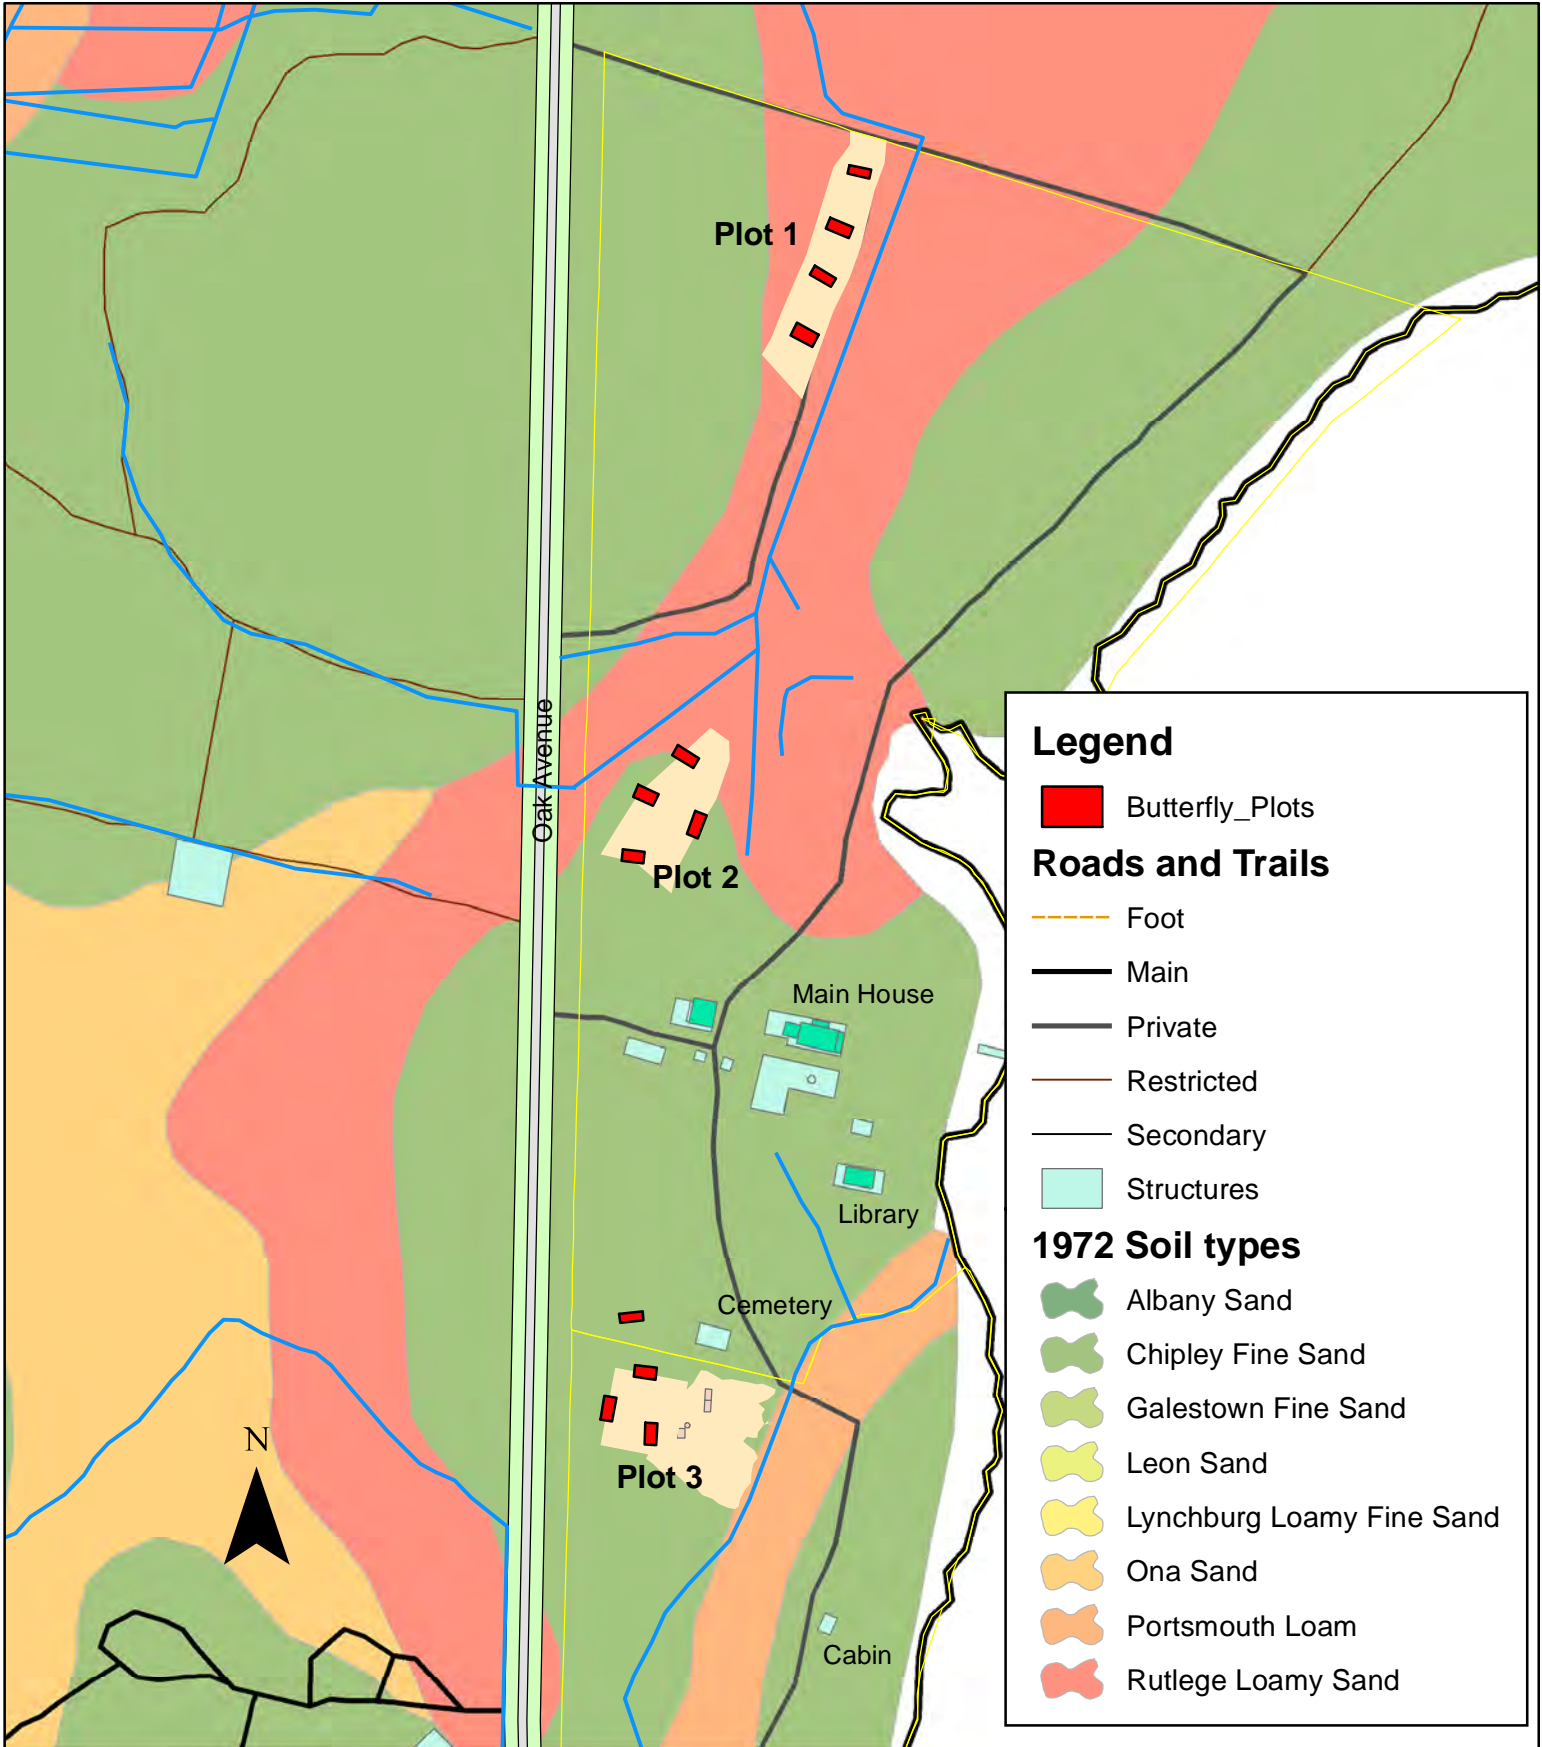 Plot 1
Oak Avenue
Plot 2
Main House
Library
Cemetery
Plot 3
Cabin
N
Legend
Butterfly_Plots
Roads and Trails
Foot
Main
Private
Restricted
Secondary
Structures
1972 Soil types
Albany Sand
Chipley Fine Sand
Galestown Fine Sand
Leon Sand
Lynchburg Loamy Fine Sand
Ona Sand
Portsmouth Loam
Rutlege Loamy Sand